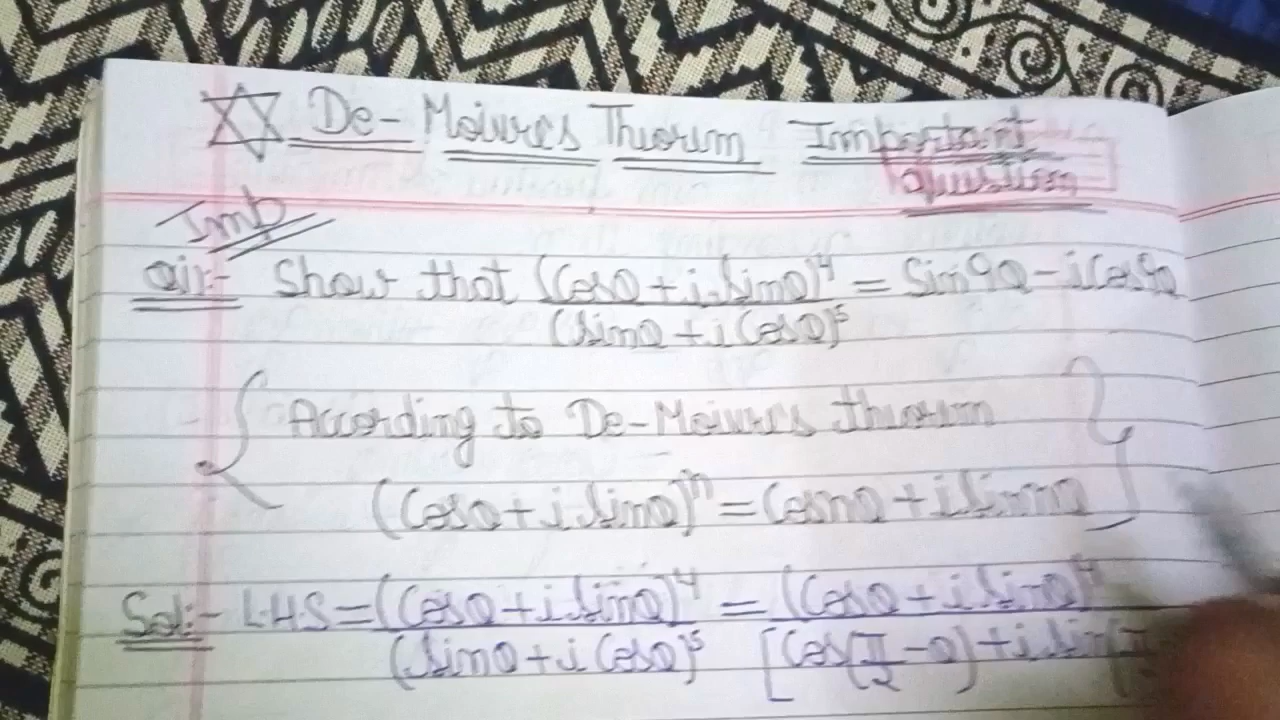 De-Moivres Thiorim Important
Question
Imp
Q1:- Show that (Cosθ + i Sinθ)⁴ / (Sinθ + i Cosθ)⁵ = Sin9θ - i Cos9θ
According to De-Moivres thiorim
(Cosθ + i Sinθ)ⁿ = Cosnθ + i Sinnθ
Sol:- L.H.S = (Cosθ + i Sinθ)⁴ / (Sinθ + i Cosθ)⁵ = (Cosθ + i Sinθ)⁴ / [Cos(π/2 - θ) + i Sin(π/2